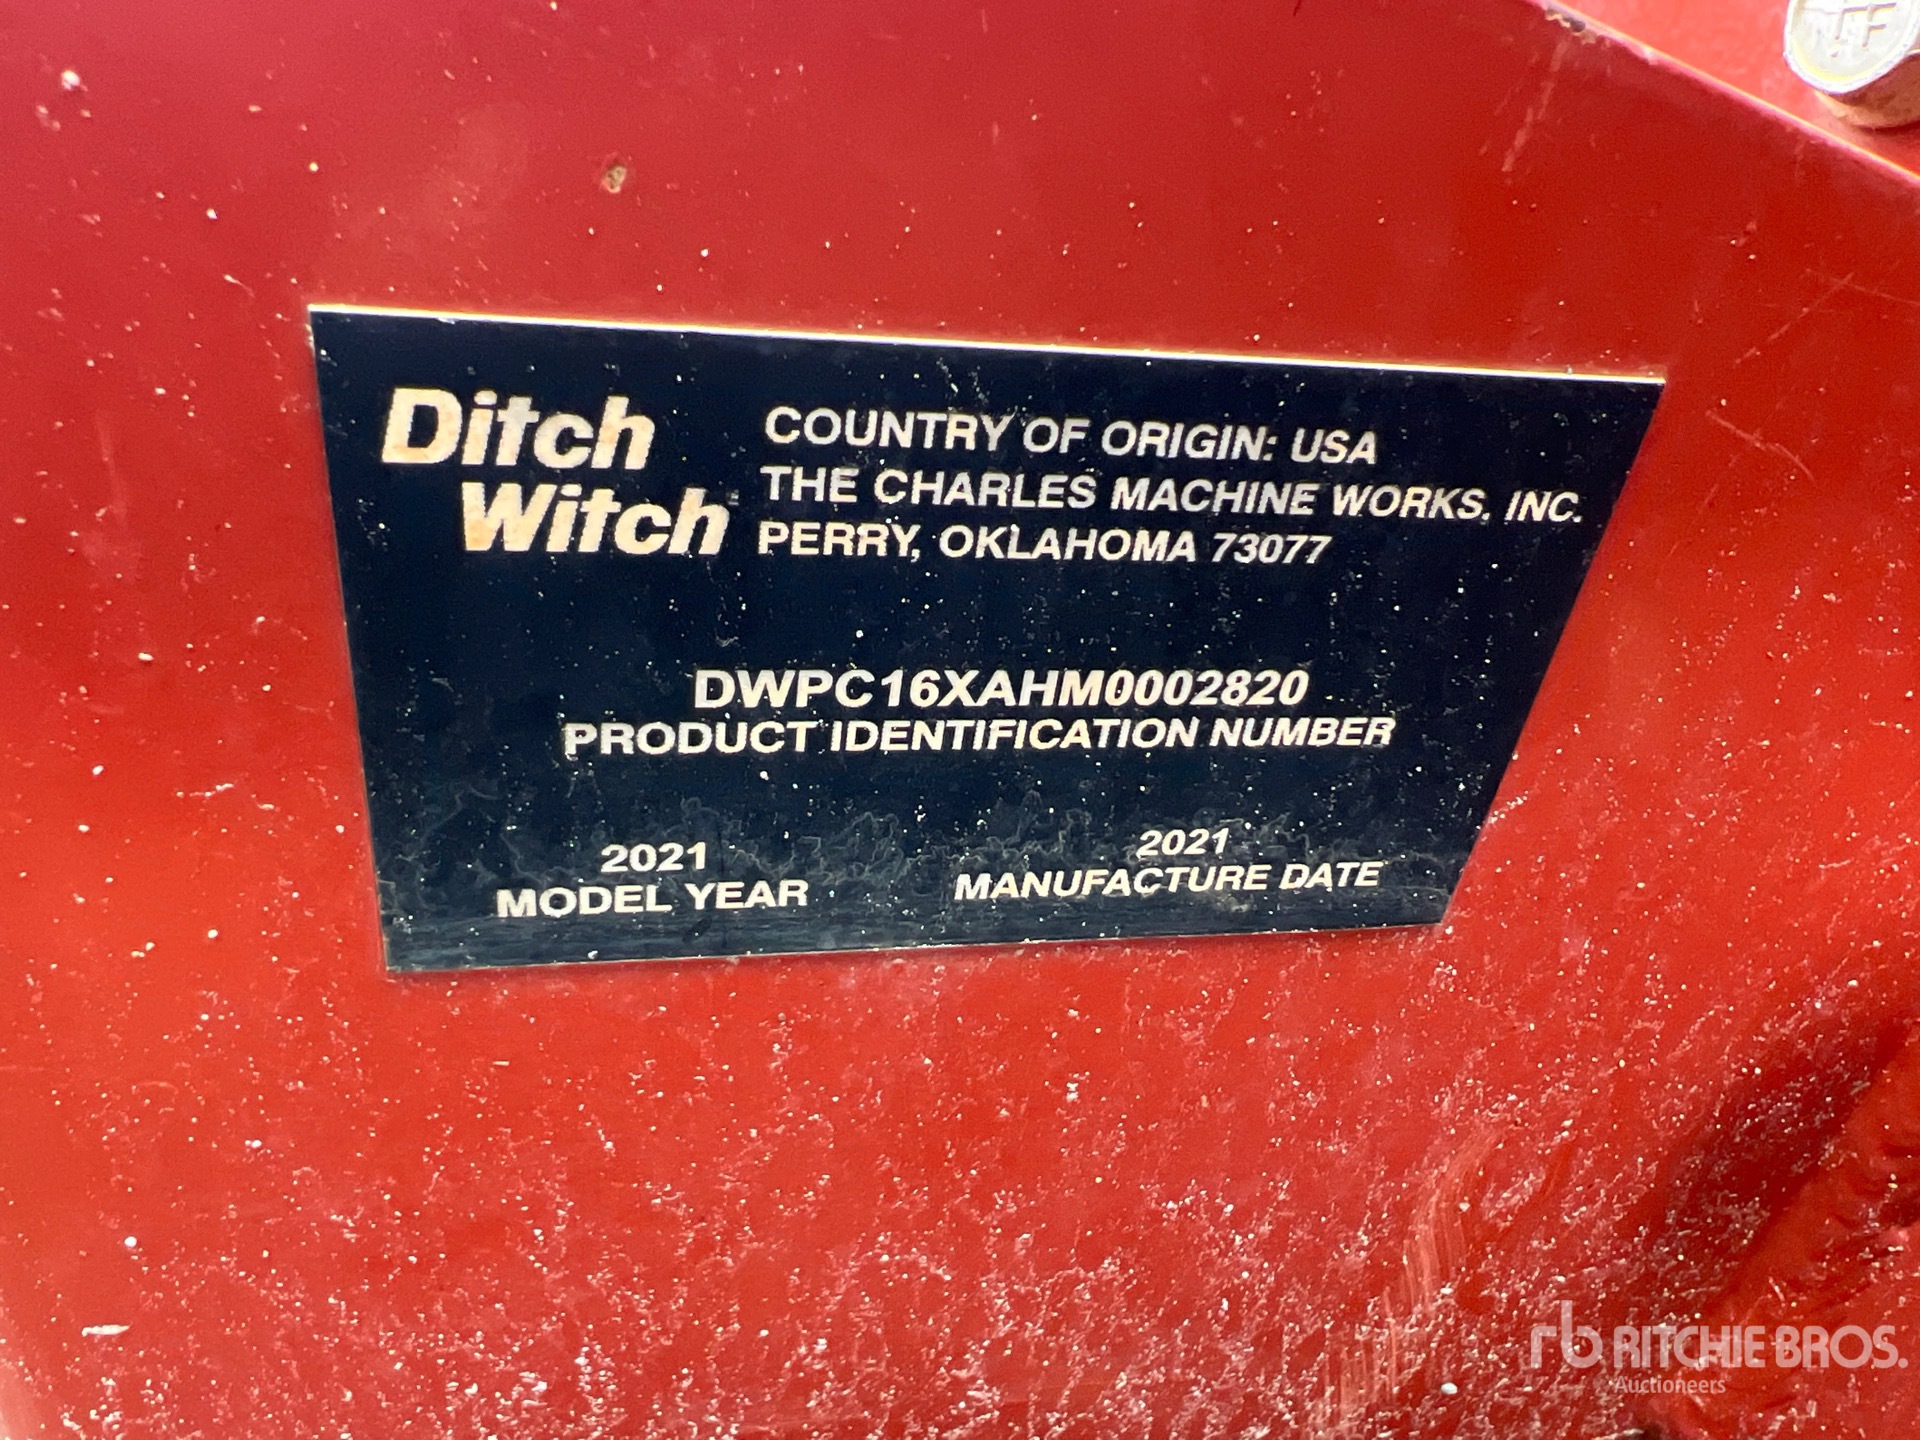 Ditch
Witch
COUNTRY OF ORIGIN: USA
THE CHARLES MACHINE WORKS, INC.
PERRY, OKLAHOMA 73077
DWPC16XAHM0002820
PRODUCT IDENTIFICATION NUMBER
2021
MODEL YEAR
2021
MANUFACTURE DATE
rb RITCHIE BROS.
Auctioneers